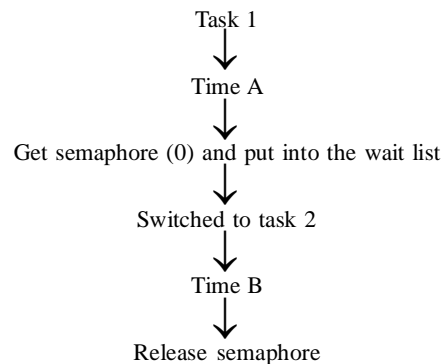 Task 1
Time A
Get semaphore (0) and put into the wait list
Switched to task 2
Time B
Release semaphore